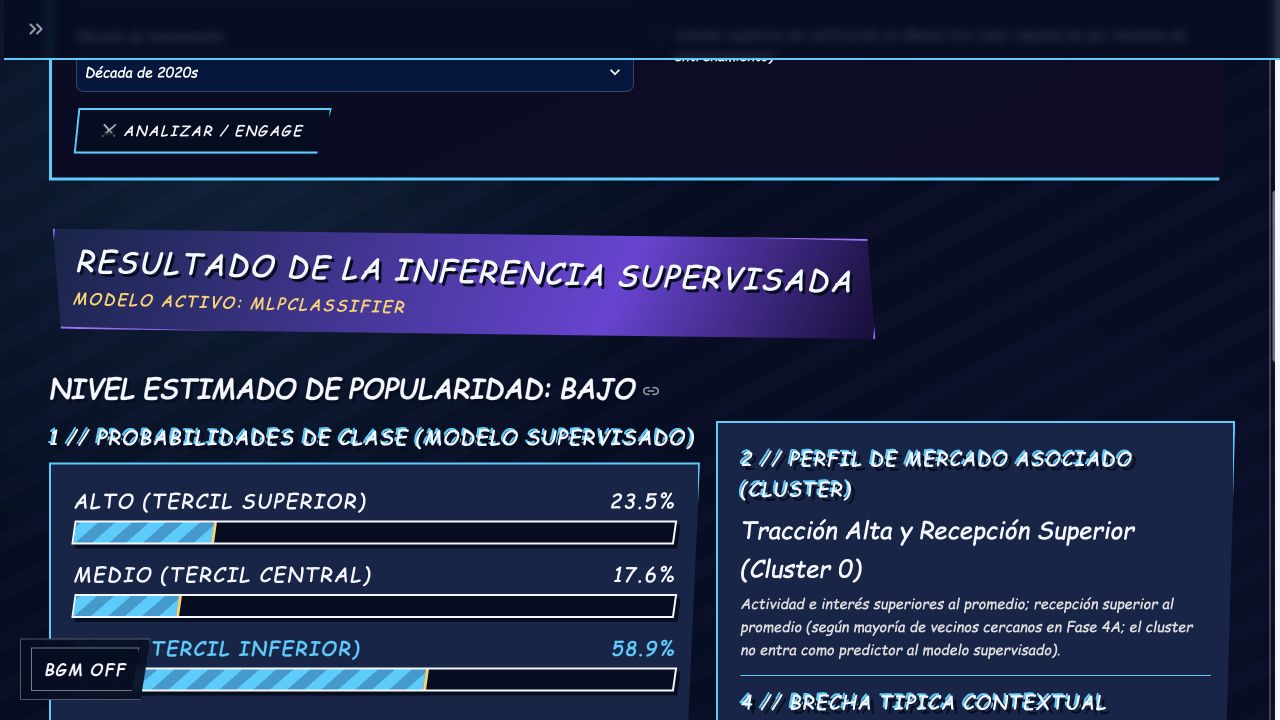 Década de 2020s
ANALIZAR / ENGAGE
RESULTADO DE LA INFERENCIA SUPERVISADA
MODELO ACTIVO: MLPCLASSIFIER
NIVEL ESTIMADO DE POPULARIDAD: BAJO
1 // PROBABILIDADES DE CLASE (MODELO SUPERVISADO)
ALTO (TERCIL SUPERIOR) 23.5%
MEDIO (TERCIL CENTRAL) 17.6%
TERCIL INFERIOR) 58.9%
BGM OFF
2 // PERFIL DE MERCADO ASOCIADO
(CLUSTER)
Tracción Alta y Recepción Superior
(Cluster 0)
Actividad e interés superiores al promedio; recepción superior al
promedio (según mayoría de vecinos cercanos en Fase 4A; el cluster
no entra como predictor al modelo supervisado).
4 // BRECHA TIPICA CONTEXTUAL